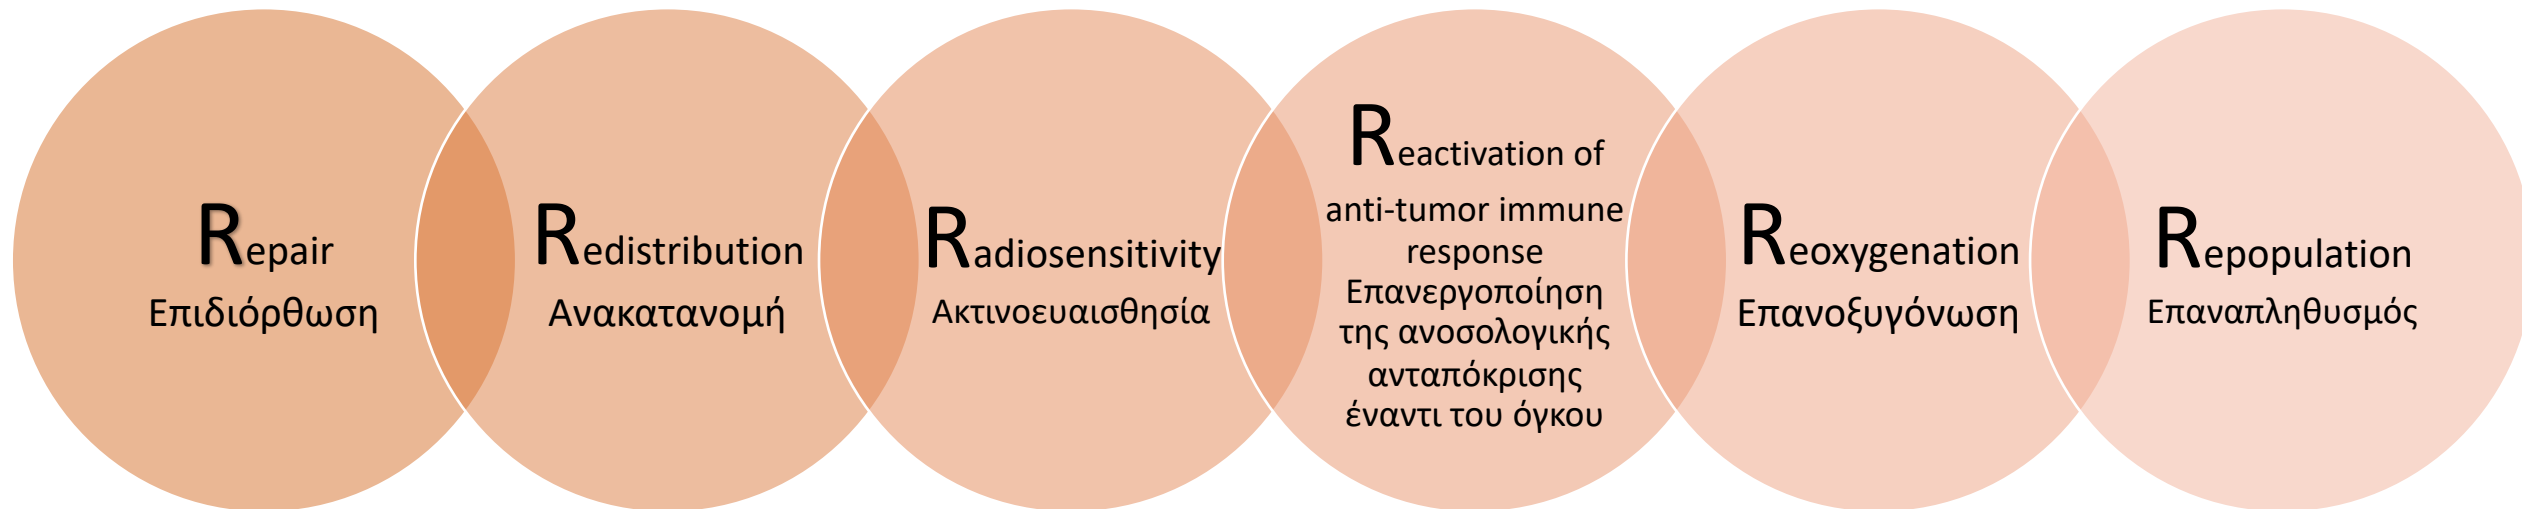 Repair
Επιδιόρθωση
Redistribution
Ανακατανομή
Radiosensitivity
Ακτινοευαισθησία
Reactivation of
anti-tumor immune
response
Επανεργοποίηση
της ανοσολογικής
ανταπόκρισης
έναντι του όγκου
Reoxygenation
Επανοξυγόνωση
Repopulation
Επαναπληθυσμός